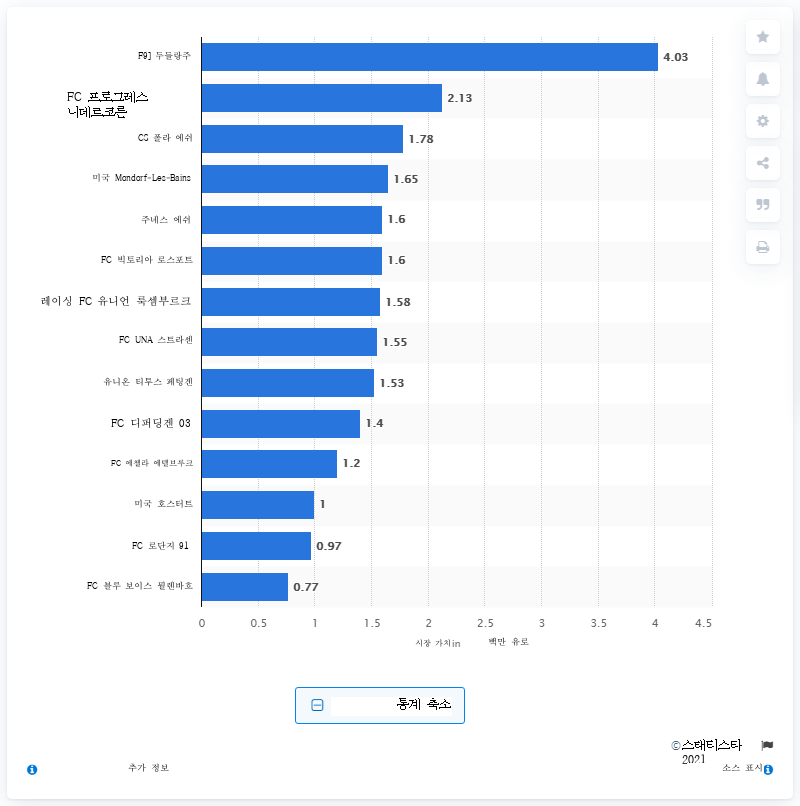 F91 두들랑주 4.03
FC 프로그레스
니데르코른 2.13
CS 폴라 에쉬 1.78
미국 Mondorf-Les-Bains 1.65
주네스 에쉬 1.6
FC 빅토리아 로스포트 1.6
레이싱 FC 유니언 룩셈부르크 1.58
FC UNA 스트라센 1.55
유니온 티투스 페탕젠 1.53
FC 디퍼딩겐 03 1.4
FC 에첼라 에델브루크 1.2
미국 호스터트 1
FC 로단지 91 0.97
FC 블루 보이스 뮐렌바흐 0.77
0 0.5 1 1.5 2 2.5 3 3.5 4 4.5
시장 가치in 백만 유로
통계 축소
©스태티스타
2021
추가 정보 소스 표시